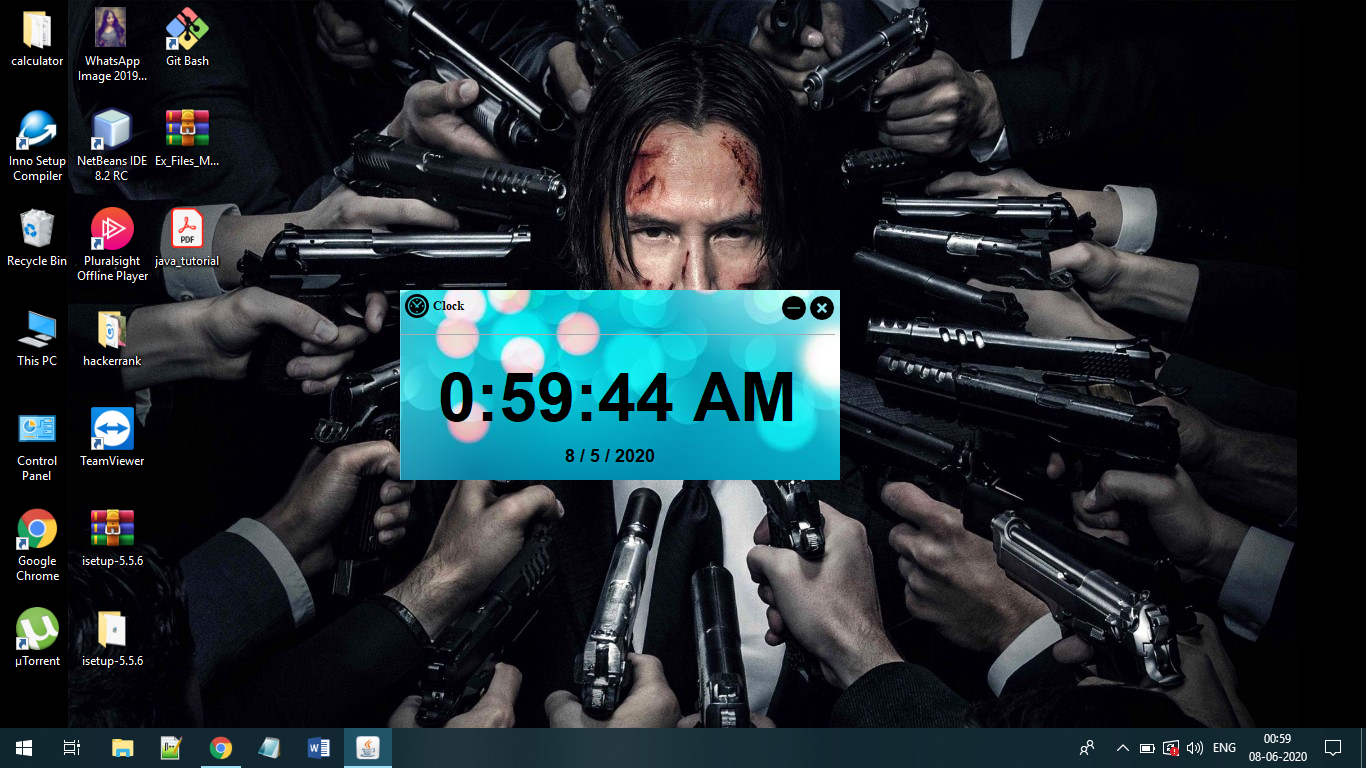 calculator
WhatsApp
Image 2019...
Git Bash
Inno Setup
Compiler
NetBeans IDE
8.2 RC
Ex_Files_M...
Recycle Bin
Pluralsight
Offline Player
PDF
java_tutorial
This PC
hackerrank
Control
Panel
TeamViewer
Google
Chrome
isetup-5.5.6
µTorrent
isetup-5.5.6
Clock
0:59:44 AM
8 / 5 / 2020
ENG
00:59
08-06-2020